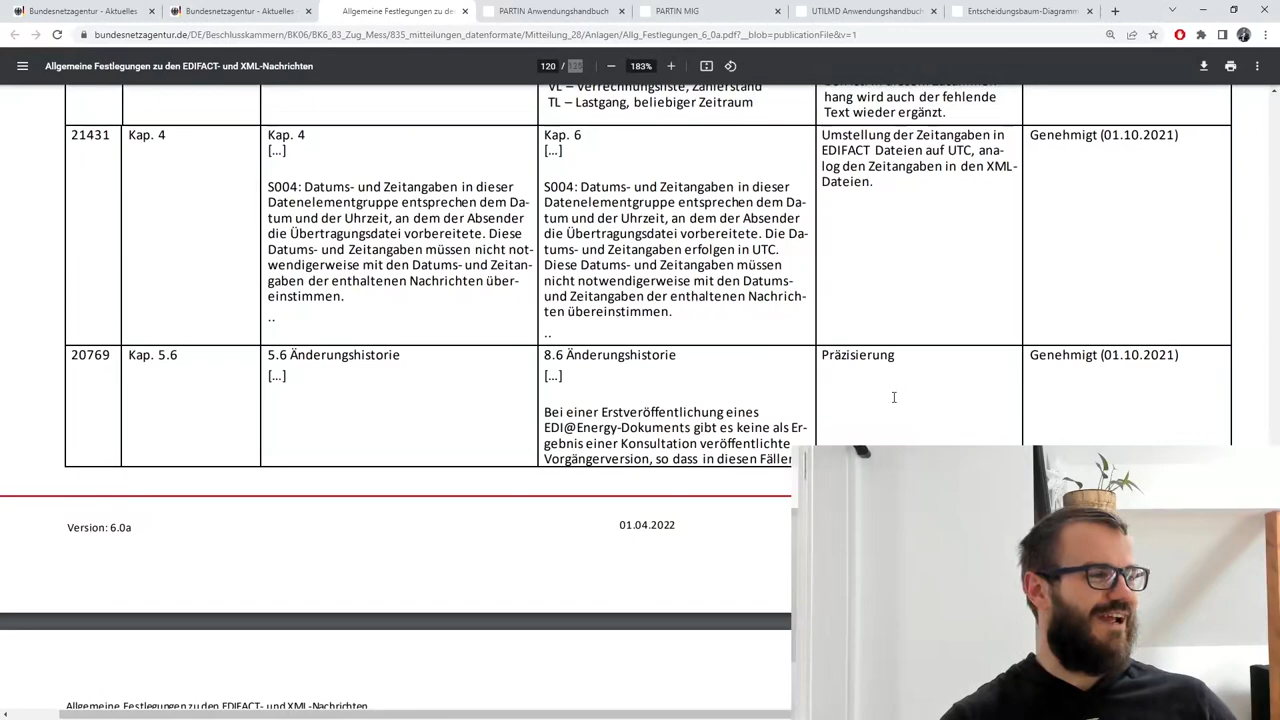 Bundesnetzagentur - Aktuelles
Bundesnetzagentur - Aktuelles
Allgemeine Festlegungen zu de
PARTIN Anwendungshandbuch
PARTIN MIG
UTILMD Anwendungshandbuch
Entscheidungsbaum-Diagramm
bundesnetzagentur.de/DE/Beschlusskammern/BK06/BK6_83_Zug_Mess/835_mitteilungen_datenformate/Mitteilung_28/Anlagen/Allg_Festlegungen_6_0a.pdf?__blob=publicationFile&v=1
Allgemeine Festlegungen zu den EDIFACT- und XML-Nachrichten
120 /
183%
VL – Verrechnungsliste, Zählerstand
TL – Lastgang, beliebiger Zeitraum
hang wird auch der fehlende
Text wieder ergänzt.
21431
Kap. 4
Kap. 4
[…]
S004: Datums- und Zeitangaben in dieser
Datenelementgruppe entsprechen dem Da-
tum und der Uhrzeit, an dem der Absender
die Übertragungsdatei vorbereitete. Diese
Datums- und Zeitangaben müssen nicht not-
wendigerweise mit den Datums- und Zeitan-
gaben der enthaltenen Nachrichten über-
einstimmen.
..
Kap. 6
[…]
S004: Datums- und Zeitangaben in dieser
Datenelementgruppe entsprechen dem Da-
tum und der Uhrzeit, an dem der Absender
die Übertragungsdatei vorbereitete. Die Da-
tums- und Zeitangaben erfolgen in UTC.
Diese Datums- und Zeitangaben müssen
nicht notwendigerweise mit den Datums-
und Zeitangaben der enthaltenen Nachrich-
ten übereinstimmen.
..
Umstellung der Zeitangaben in
EDIFACT Dateien auf UTC, ana-
log den Zeitangaben in den XML-
Dateien.
Genehmigt (01.10.2021)
20769
Kap. 5.6
5.6 Änderungshistorie
[…]
8.6 Änderungshistorie
[…]
Bei einer Erstveröffentlichung eines
EDI@Energy-Dokuments gibt es keine als Er-
gebnis einer Konsultation veröffentlichte
Vorgängerversion, so dass in diesen Fällen
Präzisierung
Genehmigt (01.10.2021)
Version: 6.0a
01.04.2022
Allgemeine Festlegungen zu den EDIFACT- und XML-Nachrichten